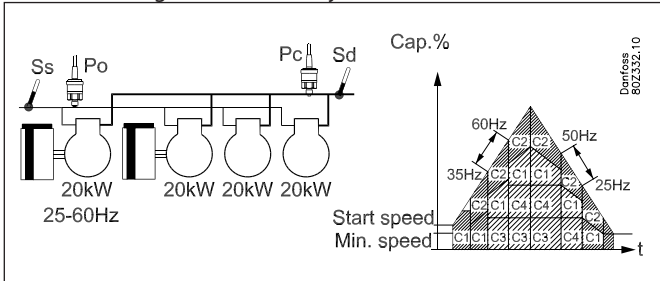 Ss
Po
Pc
Sd
20kW
20kW
20kW
20kW
25-60Hz
Cap.%
Danfoss
80Z332.10
60Hz
50Hz
35Hz
25Hz
C2 C2
C2 C1 C1 C2
C2 C1 C4 C4 C1 C2
C1 C1 C3 C3 C3 C4 C1
Start speed
Min. speed
t